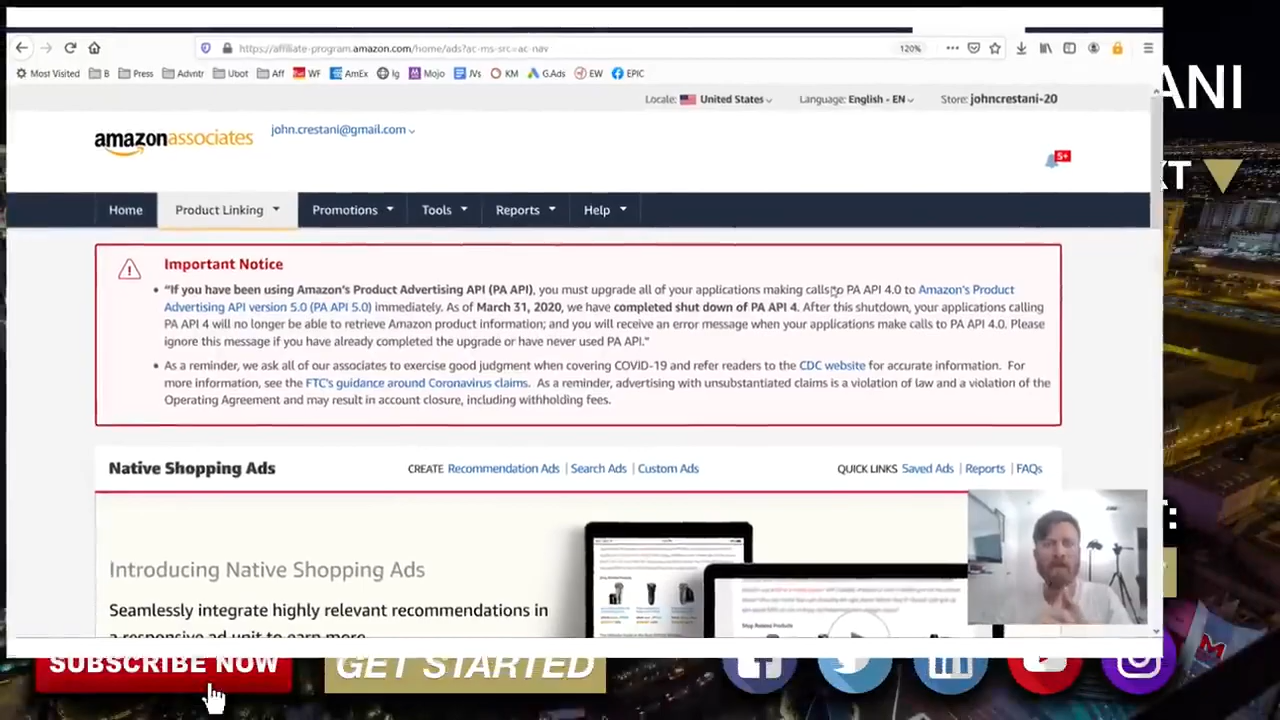 https://affiliate-program.amazon.com/home/ads?ac-ms-src=ac-nav
120%
Most Visited B Press Advntr Ubot Aff WF AmEx Ig Mojo JVs KM G.Ads EW EPIC
ANI
Locale: United States Language: English - EN Store: johncrestani-20
amazonassociates john.crestani@gmail.com
5+
XT
Home Product Linking Promotions Tools Reports Help
Important Notice
• "If you have been using Amazon's Product Advertising API (PA API), you must upgrade all of your applications making calls to PA API 4.0 to Amazon's Product
Advertising API version 5.0 (PA API 5.0) immediately. As of March 31, 2020, we have completed shut down of PA API 4. After this shutdown, your applications calling
PA API 4 will no longer be able to retrieve Amazon product information; and you will receive an error message when your applications make calls to PA API 4.0. Please
ignore this message if you have already completed the upgrade or have never used PA API."
• As a reminder, we ask all of our associates to exercise good judgment when covering COVID-19 and refer readers to the CDC website for accurate information. For
more information, see the FTC's guidance around Coronavirus claims. As a reminder, advertising with unsubstantiated claims is a violation of law and a violation of the
Operating Agreement and may result in account closure, including withholding fees.
Native Shopping Ads CREATE Recommendation Ads | Search Ads | Custom Ads QUICK LINKS Saved Ads | Reports | FAQs
Introducing Native Shopping Ads
Seamlessly integrate highly relevant recommendations in
a responsive ad unit to earn more
SUBSCRIBE NOW
GET STARTED